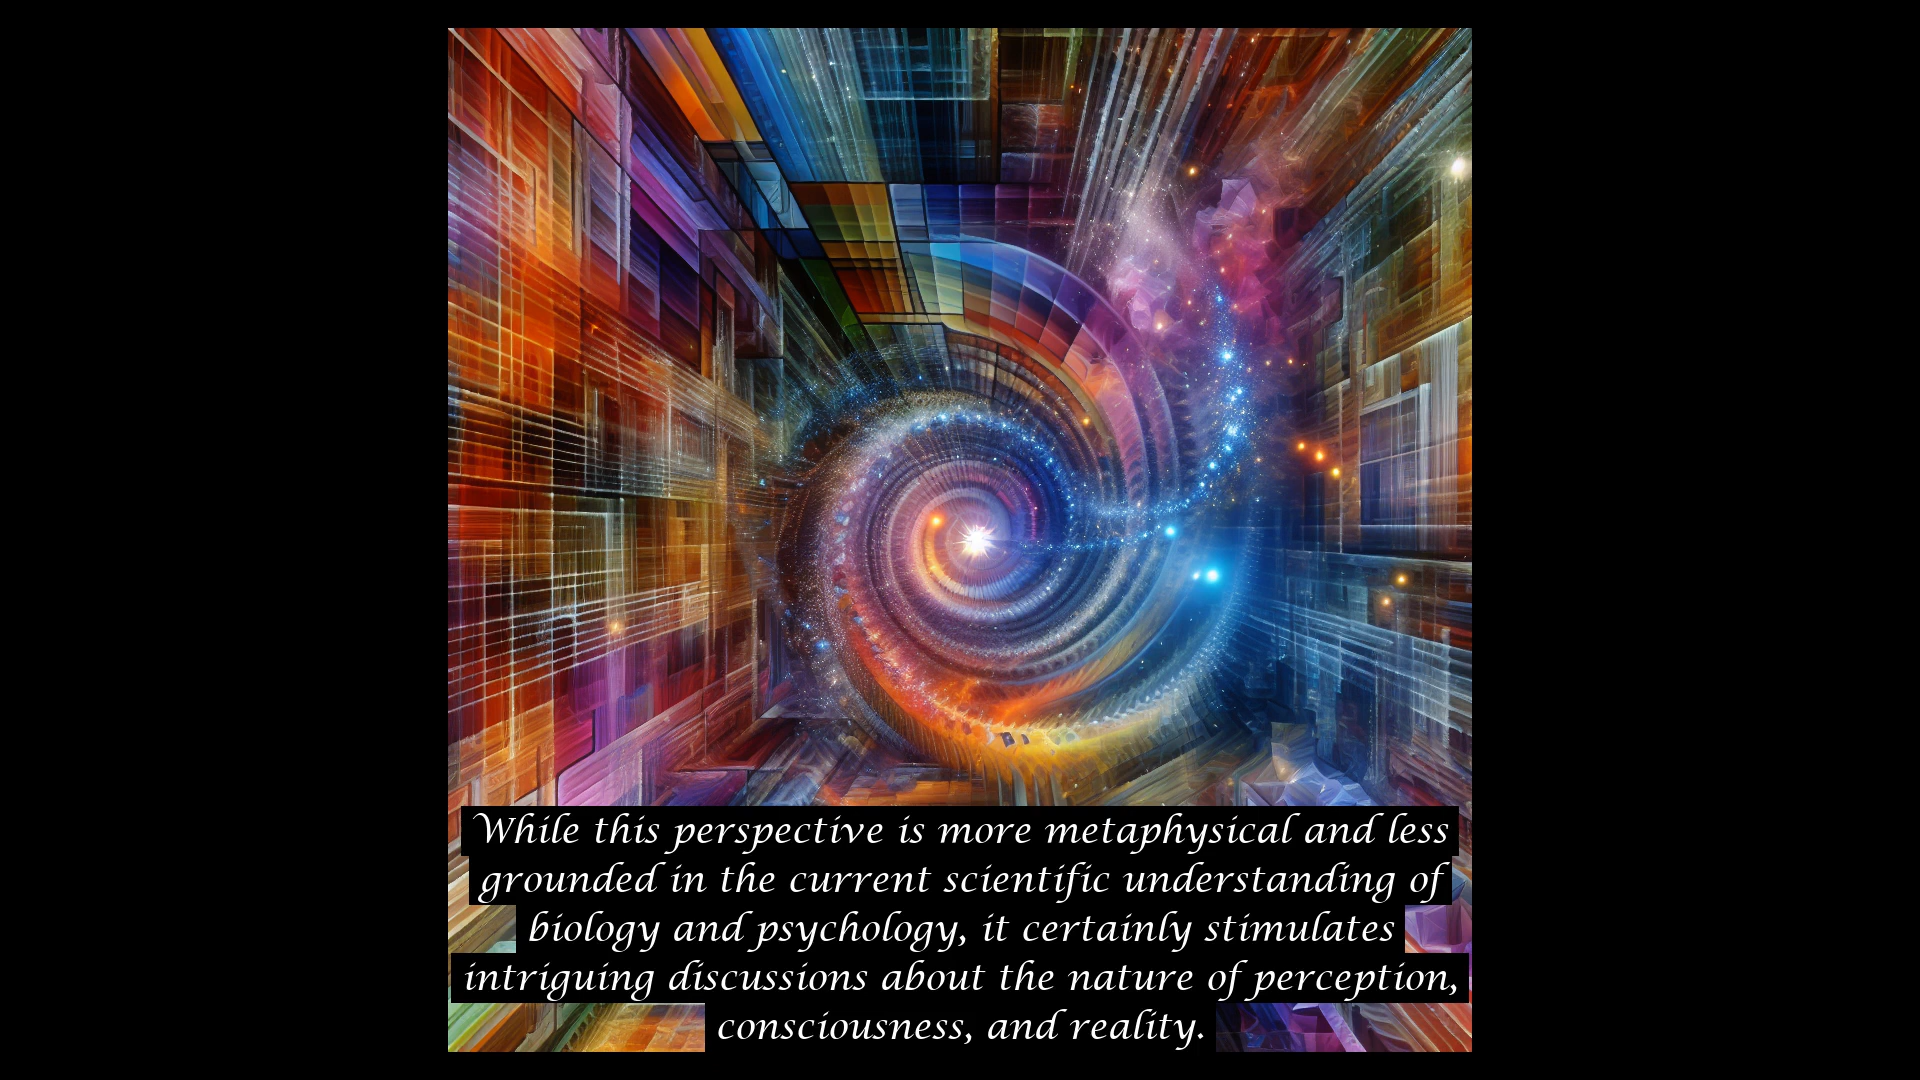 While this perspective is more metaphysical and less
grounded in the current scientific understanding of
biology and psychology, it certainly stimulates
intriguing discussions about the nature of perception,
consciousness, and reality.